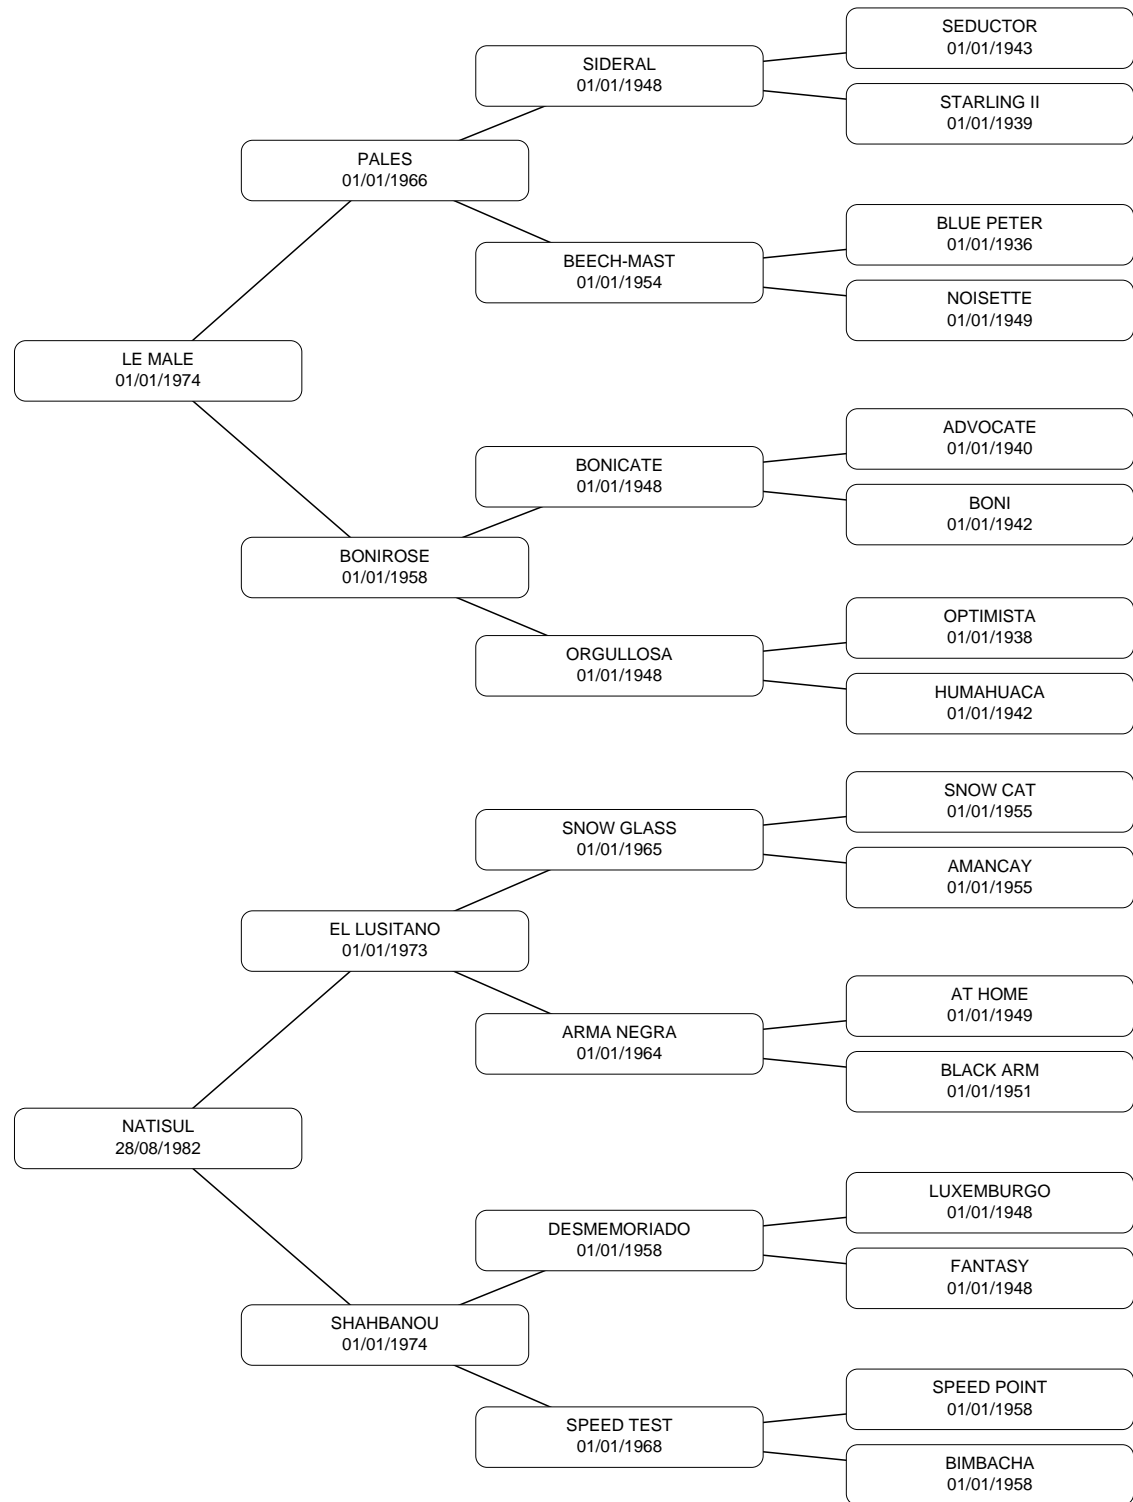 SEDUCTOR
01/01/1943
SIDERAL
01/01/1948
STARLING II
01/01/1939
PALES
01/01/1966
BLUE PETER
01/01/1936
BEECH-MAST
01/01/1954
NOISETTE
01/01/1949
LE MALE
01/01/1974
ADVOCATE
01/01/1940
BONICATE
01/01/1948
BONI
01/01/1942
BONIROSE
01/01/1958
OPTIMISTA
01/01/1938
ORGULLOSA
01/01/1948
HUMAHUACA
01/01/1942
SNOW CAT
01/01/1955
SNOW GLASS
01/01/1965
AMANCAY
01/01/1955
EL LUSITANO
01/01/1973
AT HOME
01/01/1949
ARMA NEGRA
01/01/1964
BLACK ARM
01/01/1951
NATISUL
28/08/1982
LUXEMBURGO
01/01/1948
DESMEMORIADO
01/01/1958
FANTASY
01/01/1948
SHAHBANOU
01/01/1974
SPEED POINT
01/01/1958
SPEED TEST
01/01/1968
BIMBACHA
01/01/1958